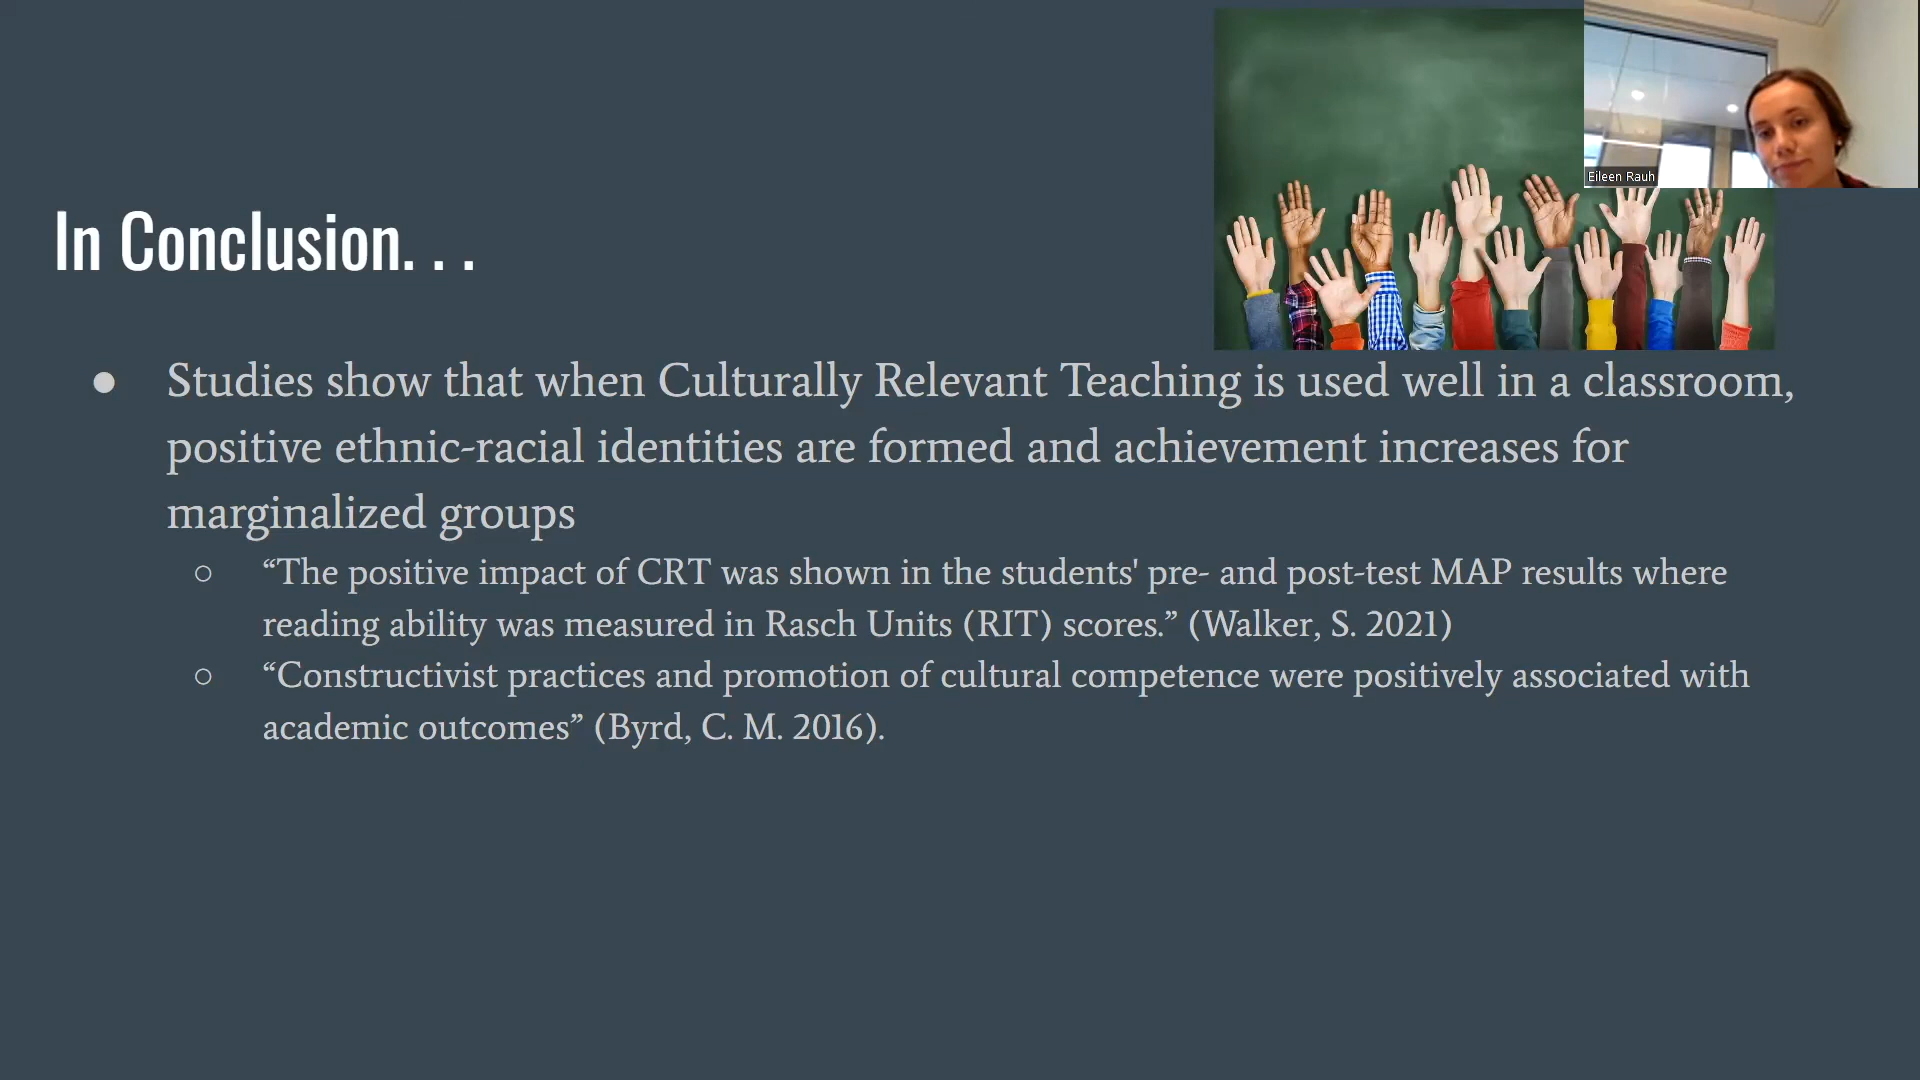 Eileen Rauh
In Conclusion. . .
● Studies show that when Culturally Relevant Teaching is used well in a classroom,
positive ethnic-racial identities are formed and achievement increases for
marginalized groups
○ “The positive impact of CRT was shown in the students' pre- and post-test MAP results where
reading ability was measured in Rasch Units (RIT) scores.” (Walker, S. 2021)
○ “Constructivist practices and promotion of cultural competence were positively associated with
academic outcomes” (Byrd, C. M. 2016).